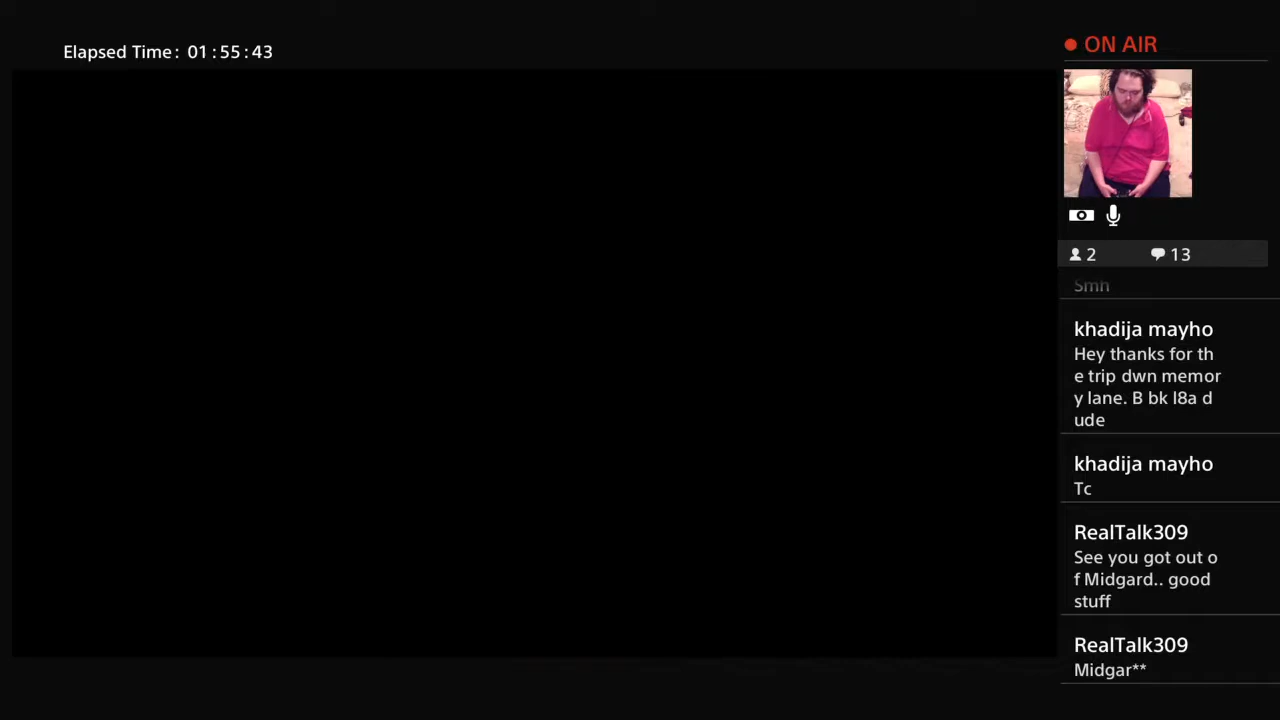 Elapsed Time: 01:55:43
ON AIR
2 13
Smh
khadija mayho
Hey thanks for th
e trip dwn memor
y lane. B bk l8a d
ude
khadija mayho
Tc
RealTalk309
See you got out o
f Midgard.. good
stuff
RealTalk309
Midgar**